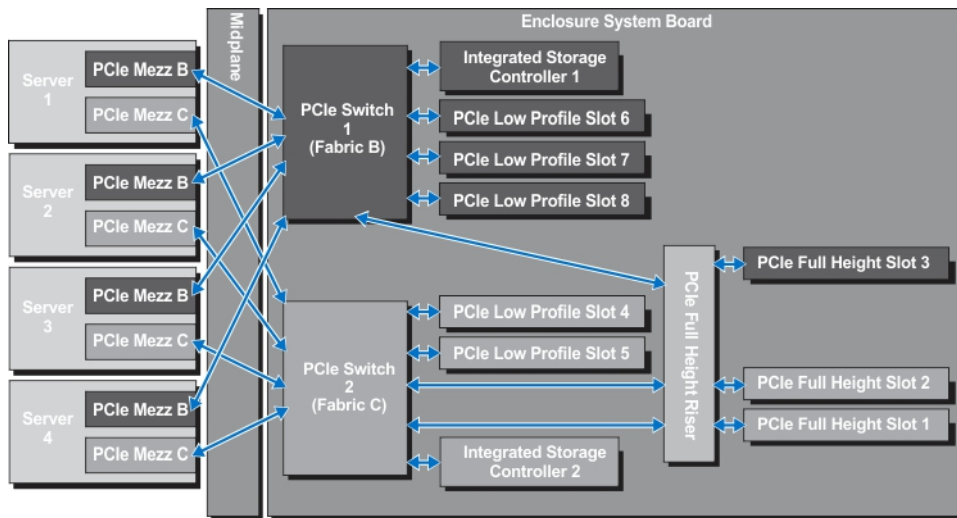 Enclosure System Board
Midplane
Server
1
PCIe Mezz B
PCIe Mezz C
Server
2
PCIe Mezz B
PCIe Mezz C
Server
3
PCIe Mezz B
PCIe Mezz C
Server
4
PCIe Mezz B
PCIe Mezz C
PCIe Switch
1
(Fabric B)
Integrated Storage
Controller 1
PCIe Low Profile Slot 6
PCIe Low Profile Slot 7
PCIe Low Profile Slot 8
PCIe Switch
2
(Fabric C)
PCIe Low Profile Slot 4
PCIe Low Profile Slot 5
Integrated Storage
Controller 2
PCIe Full Height Riser
PCIe Full Height Slot 3
PCIe Full Height Slot 2
PCIe Full Height Slot 1